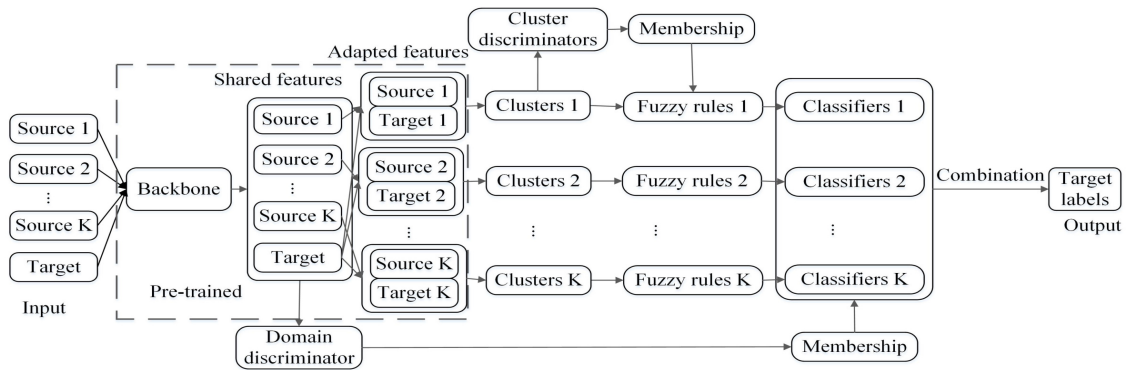 Cluster
discriminators
Membership
Adapted features
Shared features
Source 1
Source 2
⋮
Source K
Target
Input
Backbone
Pre-trained
Source 1
Source 2
⋮
Source K
Target
Source 1
Target 1
Source 2
Target 2
⋮
Source K
Target K
Clusters 1
Clusters 2
⋮
Clusters K
Fuzzy rules 1
Fuzzy rules 2
⋮
Fuzzy rules K
Classifiers 1
Classifiers 2
⋮
Classifiers K
Combination
Target
labels
Output
Domain
discriminator
Membership